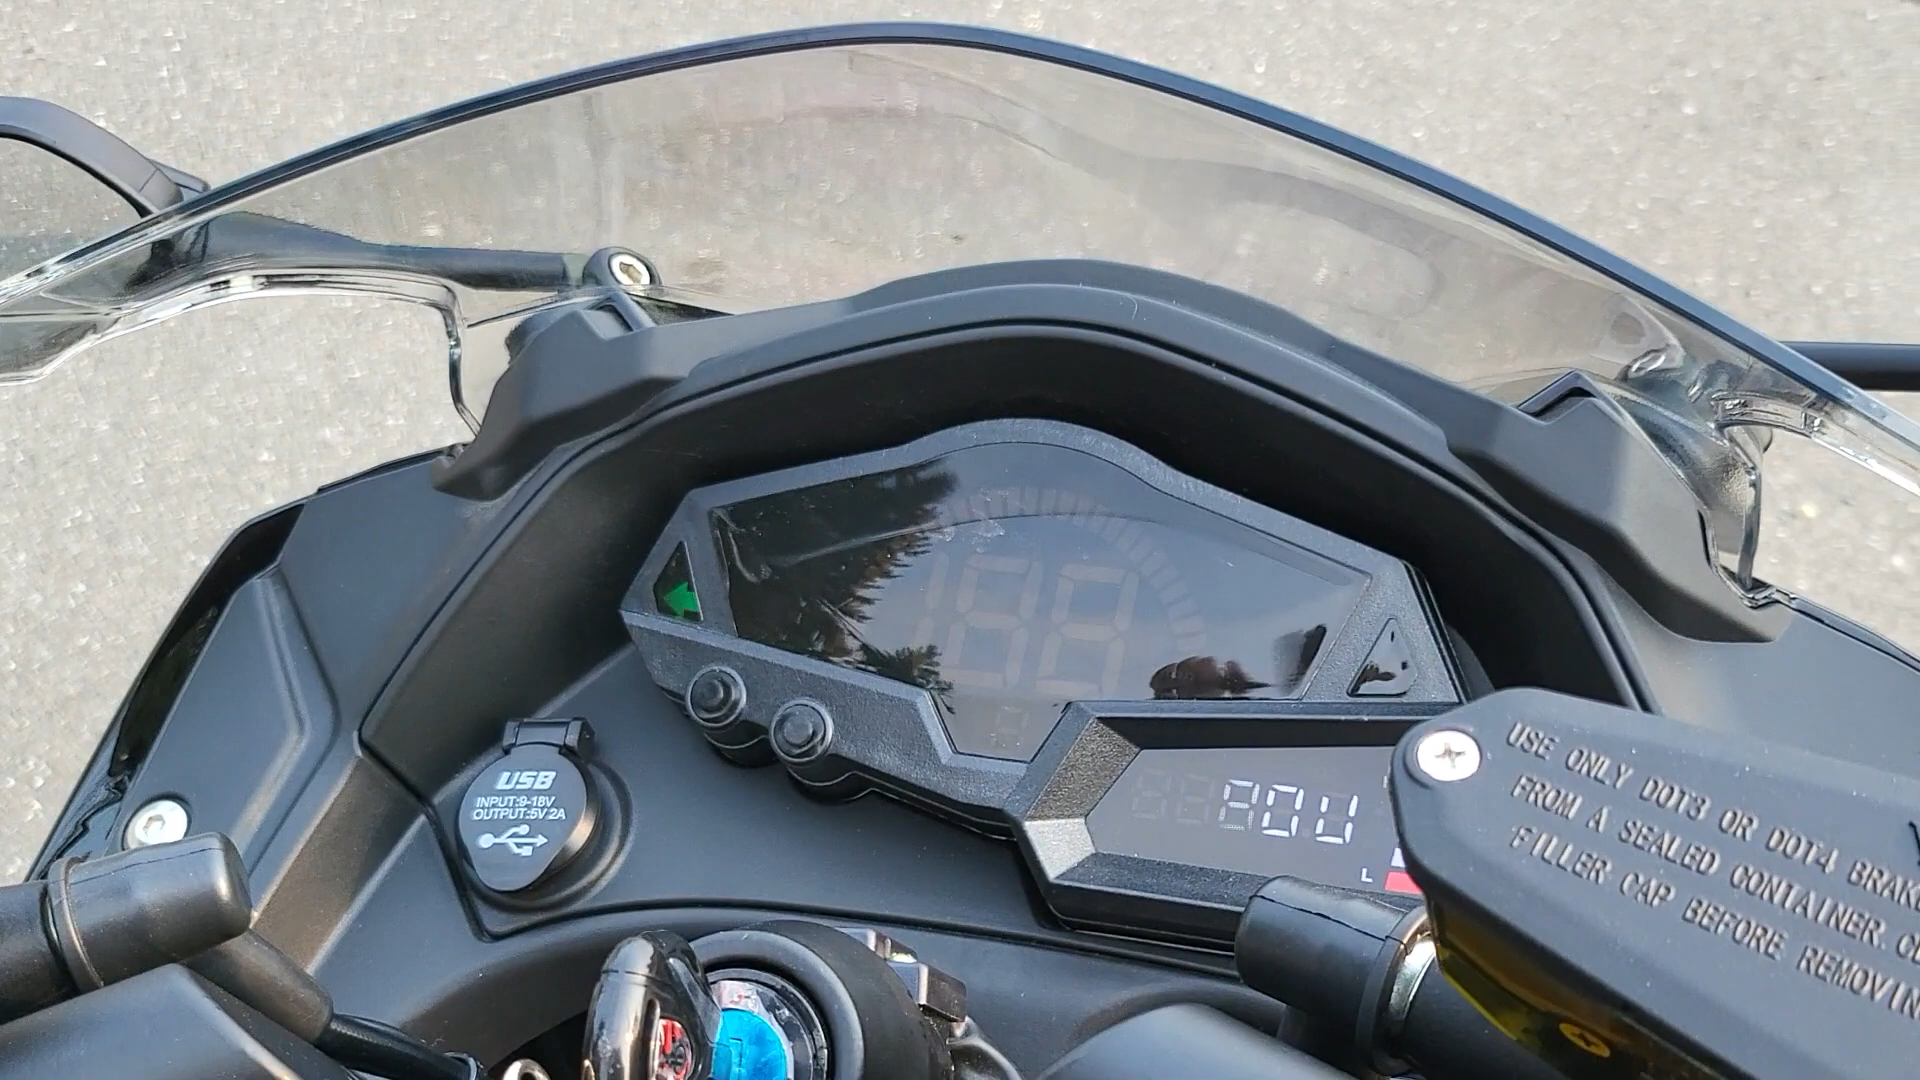 USB
INPUT:9-18V
OUTPUT:5V 2A
L
USE ONLY DOT3 OR DOT4 BRAKE
FROM A SEALED CONTAINER. CL
FILLER CAP BEFORE REMOVIN